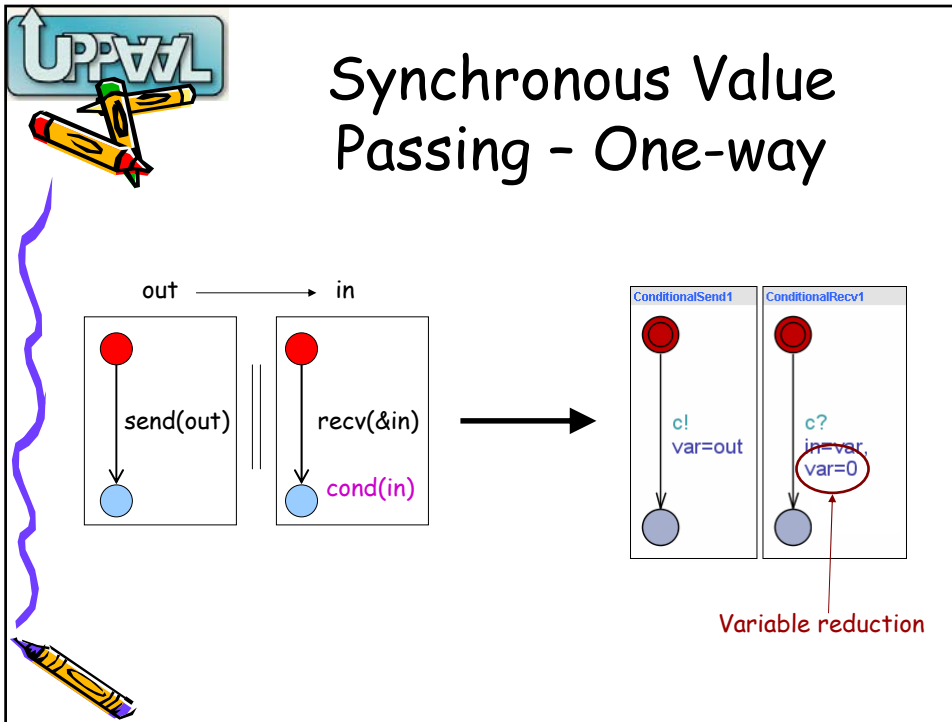 UPPAAL
Synchronous Value
Passing – One-way
out in
send(out)
recv(&in)
cond(in)
ConditionalSend1
c!
var=out
ConditionalRecv1
c?
in=var,
var=0
Variable reduction